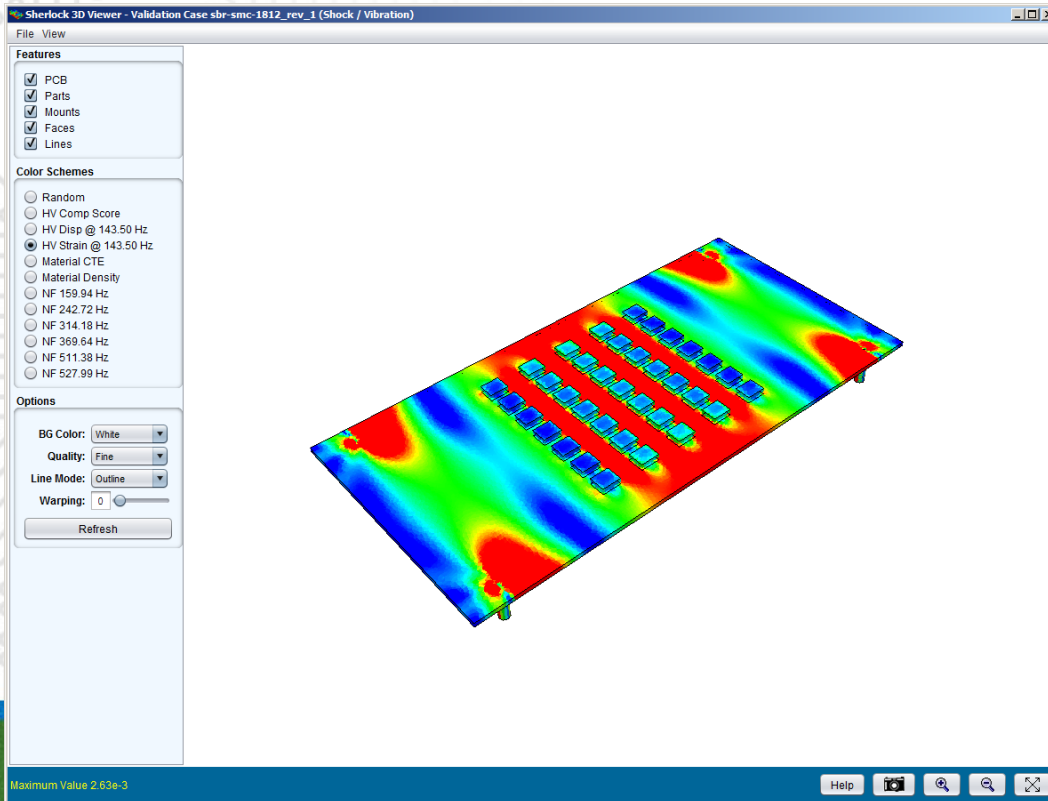 Sherlock 3D Viewer - Validation Case sbr-smc-1812_rev_1 (Shock / Vibration)
File View
Features
PCB
Parts
Mounts
Faces
Lines
Color Schemes
Random
HV Comp Score
HV Disp @ 143.50 Hz
HV Strain @ 143.50 Hz
Material CTE
Material Density
NF 159.94 Hz
NF 242.72 Hz
NF 314.18 Hz
NF 369.64 Hz
NF 511.38 Hz
NF 527.99 Hz
Options
BG Color: White
Quality: Fine
Line Mode: Outline
Warping: 0
Refresh
Maximum Value 2.63e-3
Help